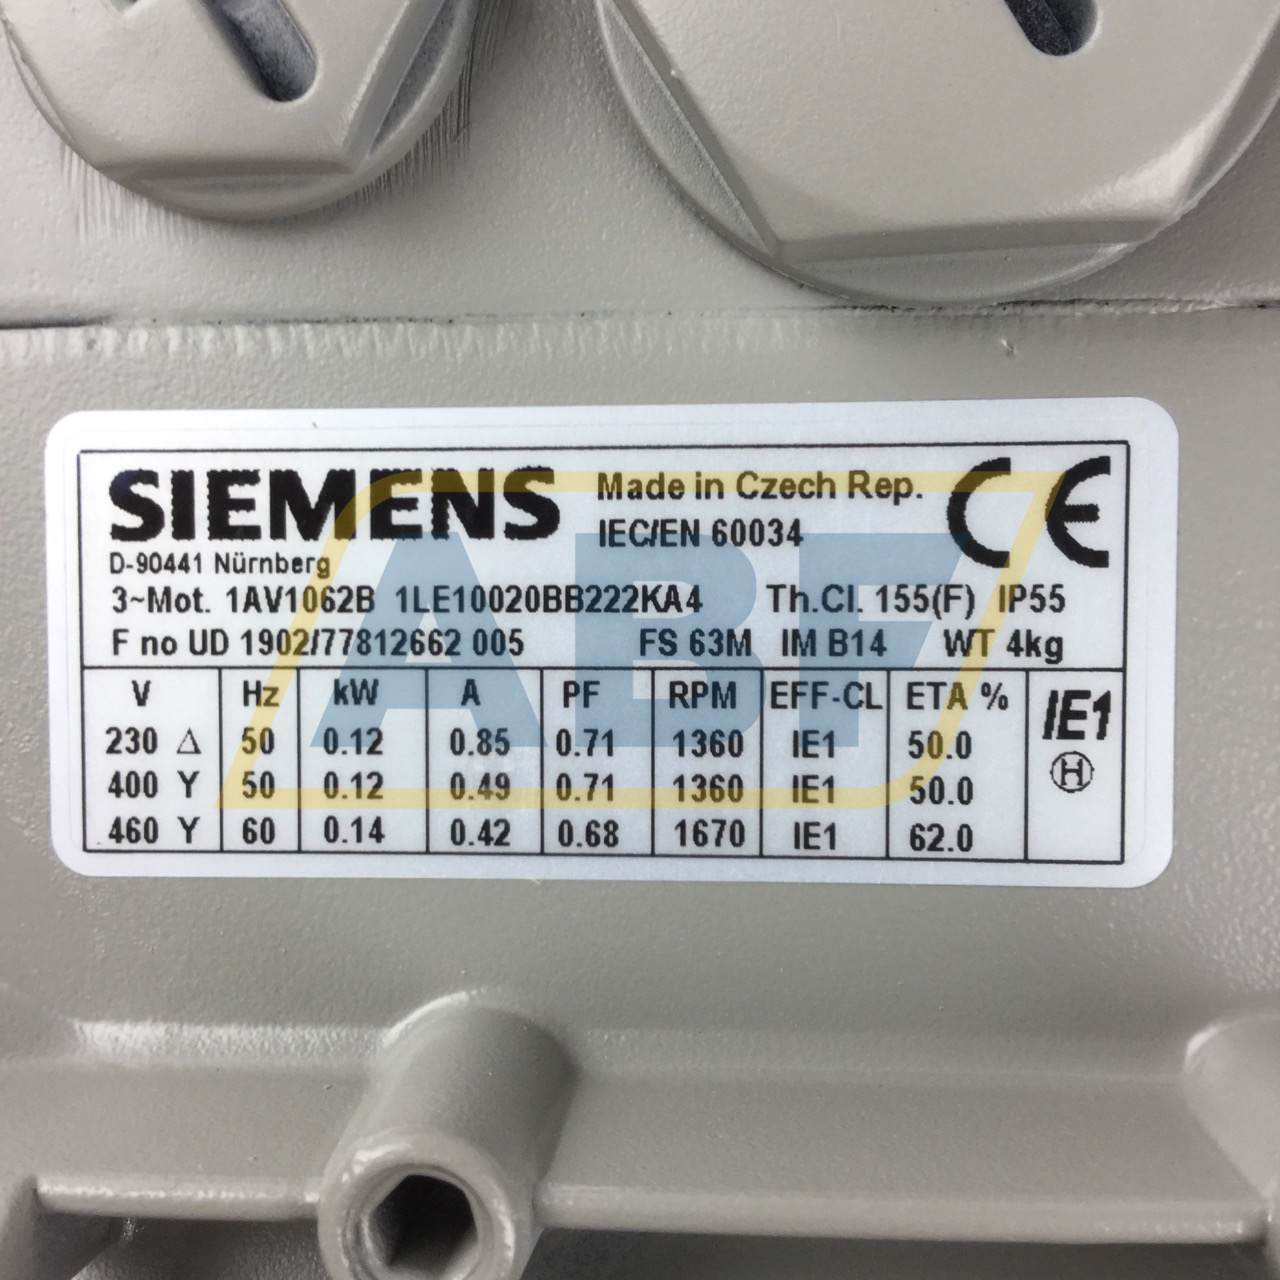 SIEMENS Made in Czech Rep. CE
IEC/EN 60034
D-90441 Nürnberg
3~Mot. 1AV1062B 1LE10020BB222KA4 Th.Cl. 155(F) IP55
F no UD 1902/77812662 005 FS 63M IM B14 WT 4kg
V Hz kW A PF RPM EFF-CL ETA % IE1
230 Δ 50 0.12 0.85 0.71 1360 IE1 50.0 H
400 Y 50 0.12 0.49 0.71 1360 IE1 50.0
460 Y 60 0.14 0.42 0.68 1670 IE1 62.0
ABF